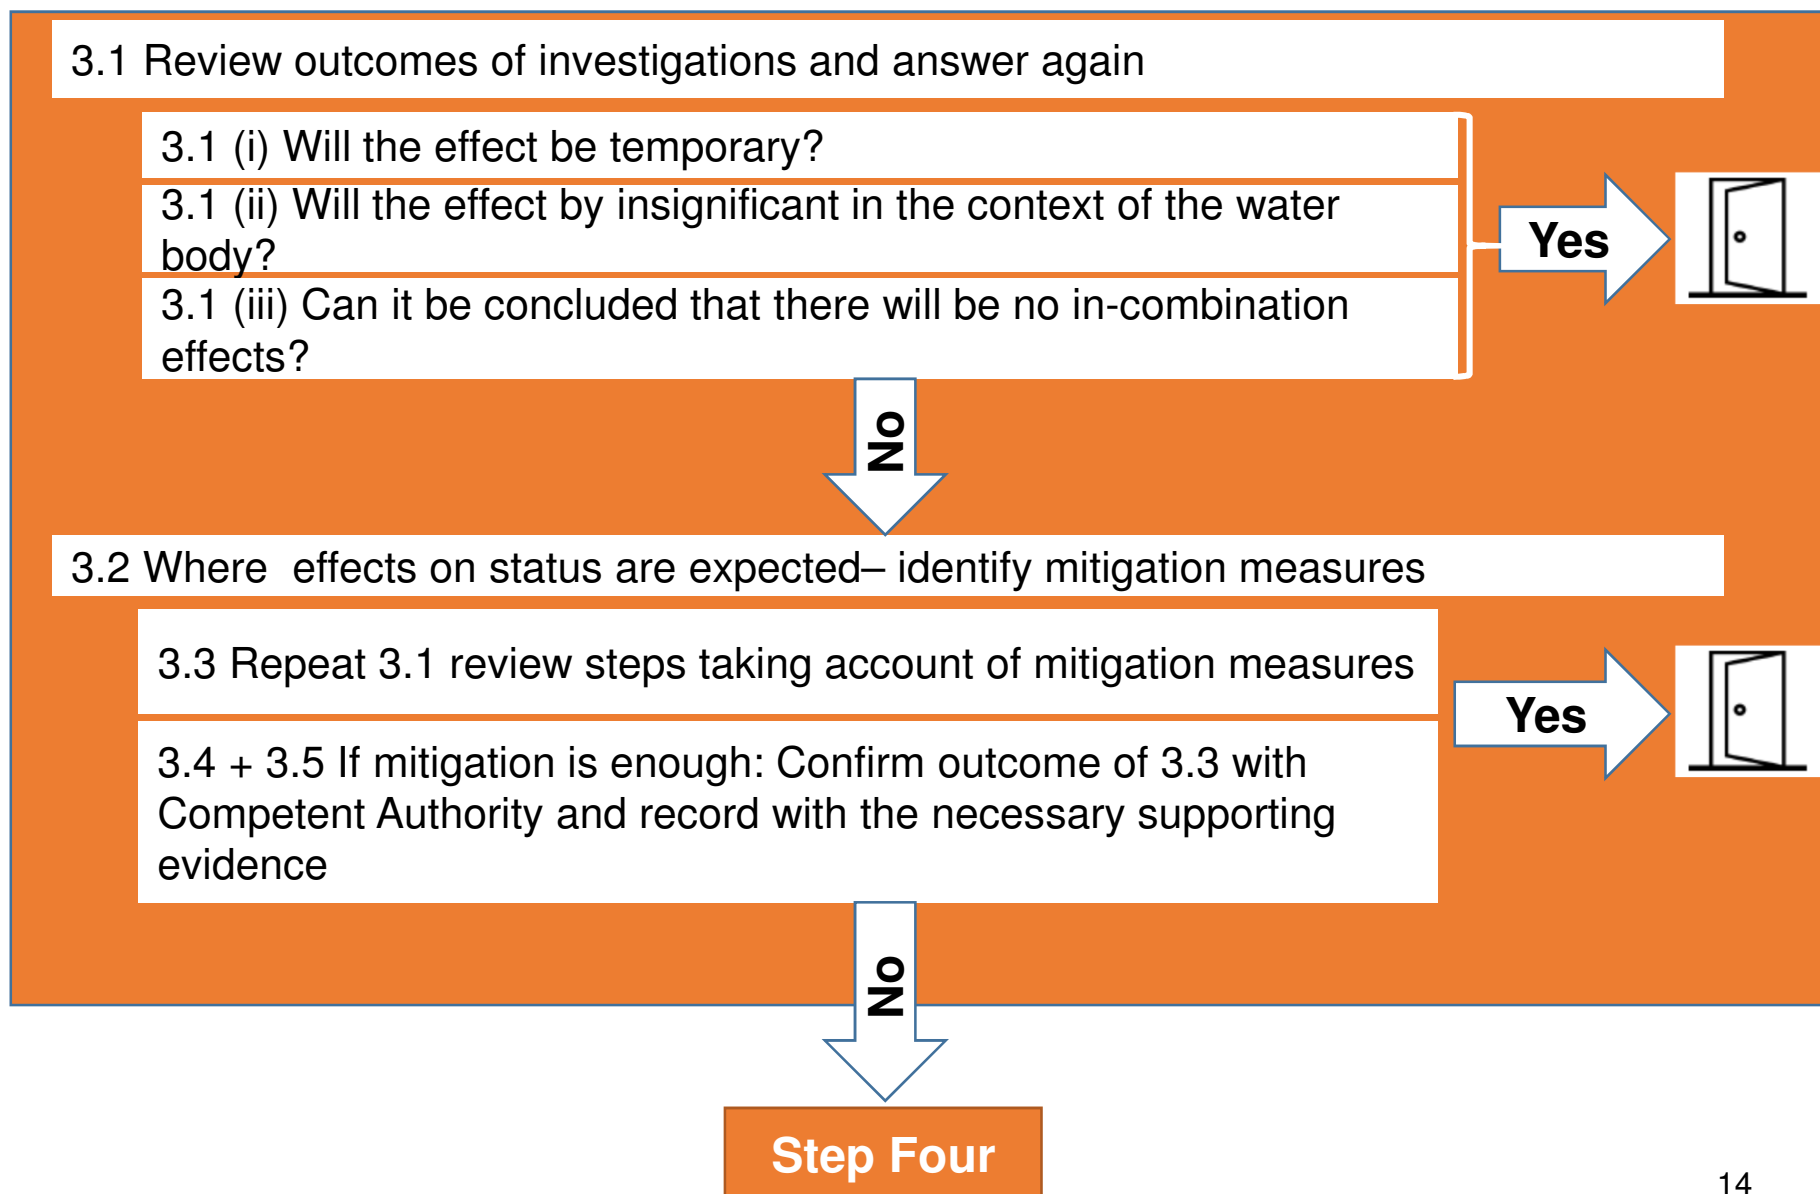 3.1 Review outcomes of investigations and answer again
3.1 (i) Will the effect be temporary?
3.1 (ii) Will the effect by insignificant in the context of the water
body?
3.1 (iii) Can it be concluded that there will be no in-combination
effects?
Yes
No
3.2 Where  effects on status are expected– identify mitigation measures
3.3 Repeat 3.1 review steps taking account of mitigation measures
Yes
3.4 + 3.5 If mitigation is enough: Confirm outcome of 3.3 with
Competent Authority and record with the necessary supporting
evidence
No
Step Four
14